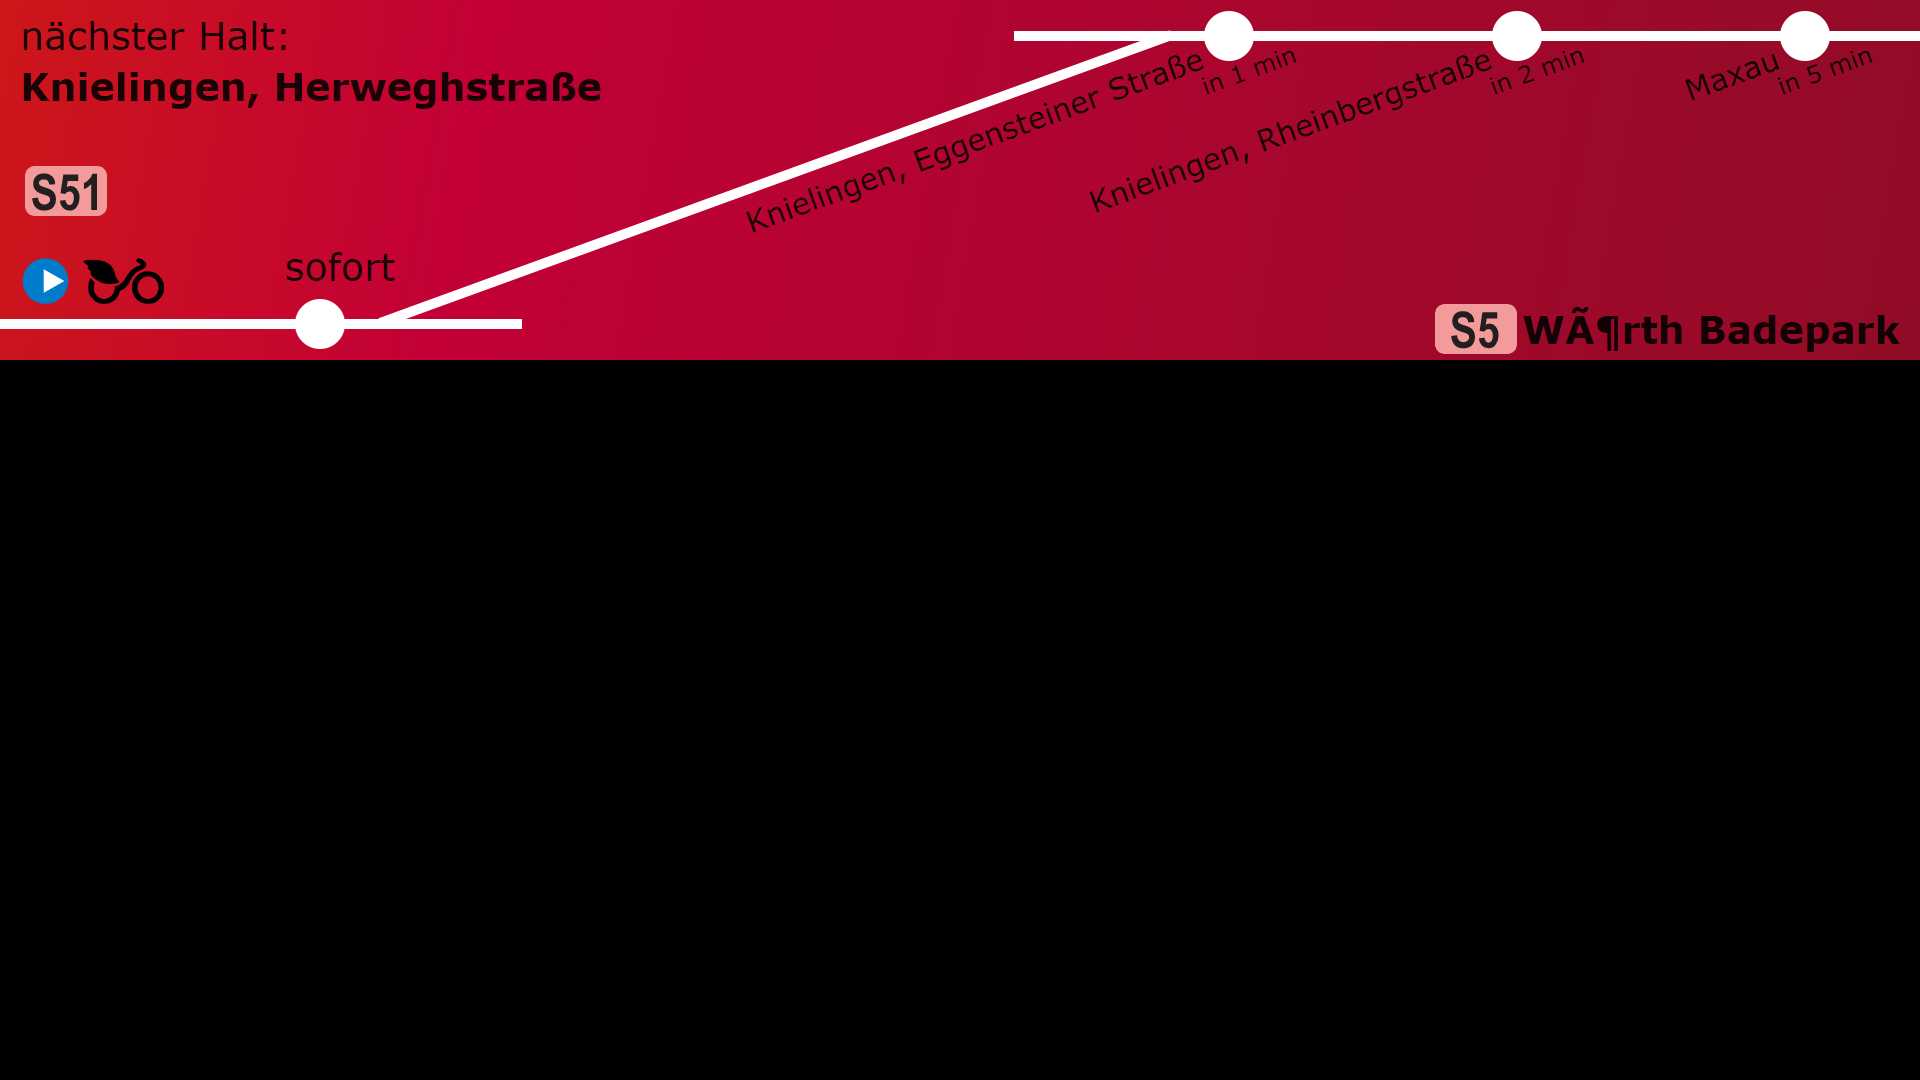 nächster Halt:
Knielingen, Herweghstraße
S51
sofort
Knielingen, Eggensteiner Straße
in 1 min
Knielingen, Rheinbergstraße
in 2 min
Maxau
in 5 min
S5 WÃ¶rth Badepark